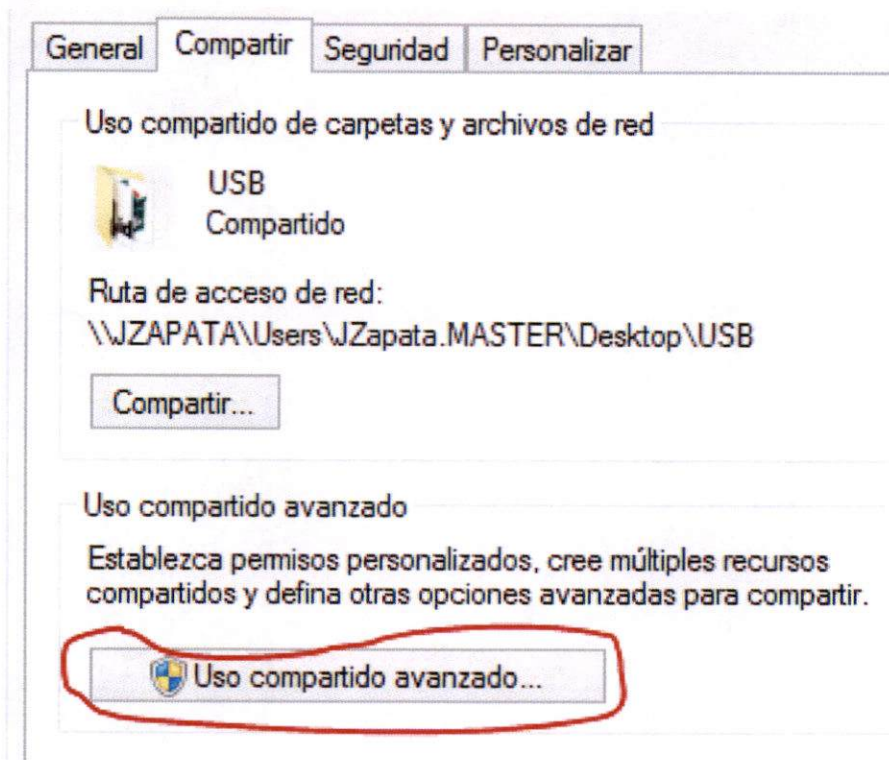 General Compartir Seguridad Personalizar
Uso compartido de carpetas y archivos de red
USB
Compartido
Ruta de acceso de red:
\\JZAPATA\Users\JZapata.MASTER\Desktop\USB
Compartir...
Uso compartido avanzado
Establezca permisos personalizados, cree múltiples recursos
compartidos y defina otras opciones avanzadas para compartir.
Uso compartido avanzado...